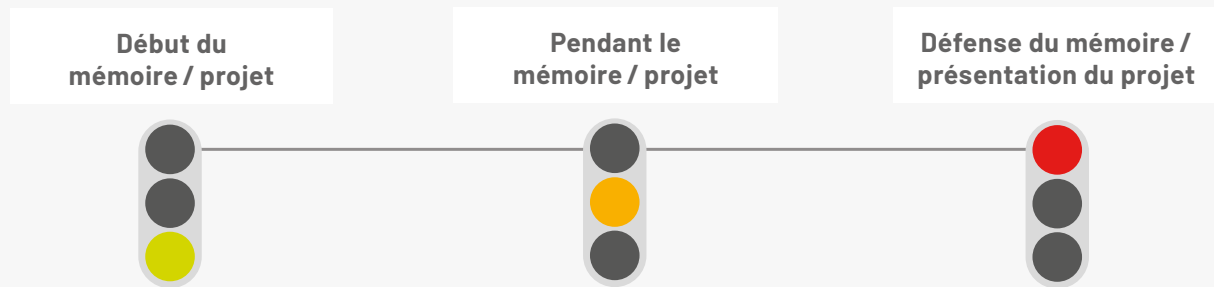 Début du
mémoire / projet
Pendant le
mémoire / projet
Défense du mémoire /
présentation du projet